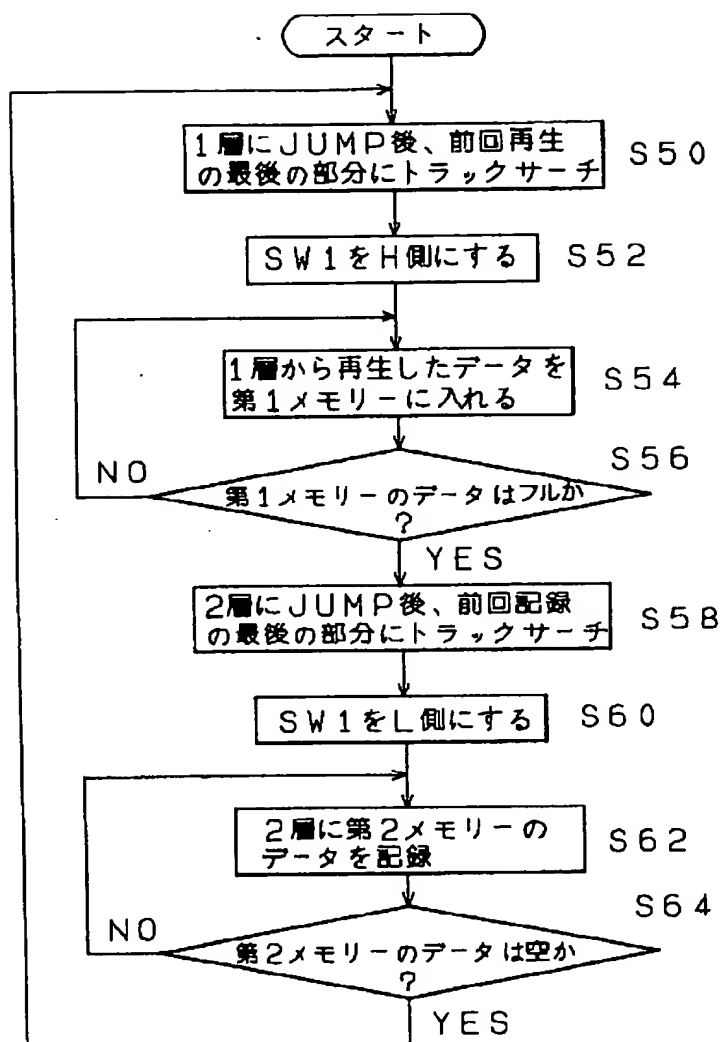 スタート
1層にJUMP後、前回再生
の最後の部分にトラックサーチ
S50
SW1をH側にする
S52
1層から再生したデータを
第1メモリーに入れる
S54
NO
S56
第1メモリーのデータはフルか
?
YES
2層にJUMP後、前回記録
の最後の部分にトラックサーチ
S58
SW1をL側にする
S60
2層に第2メモリーの
データを記録
S62
NO
S64
第2メモリーのデータは空か
?
YES